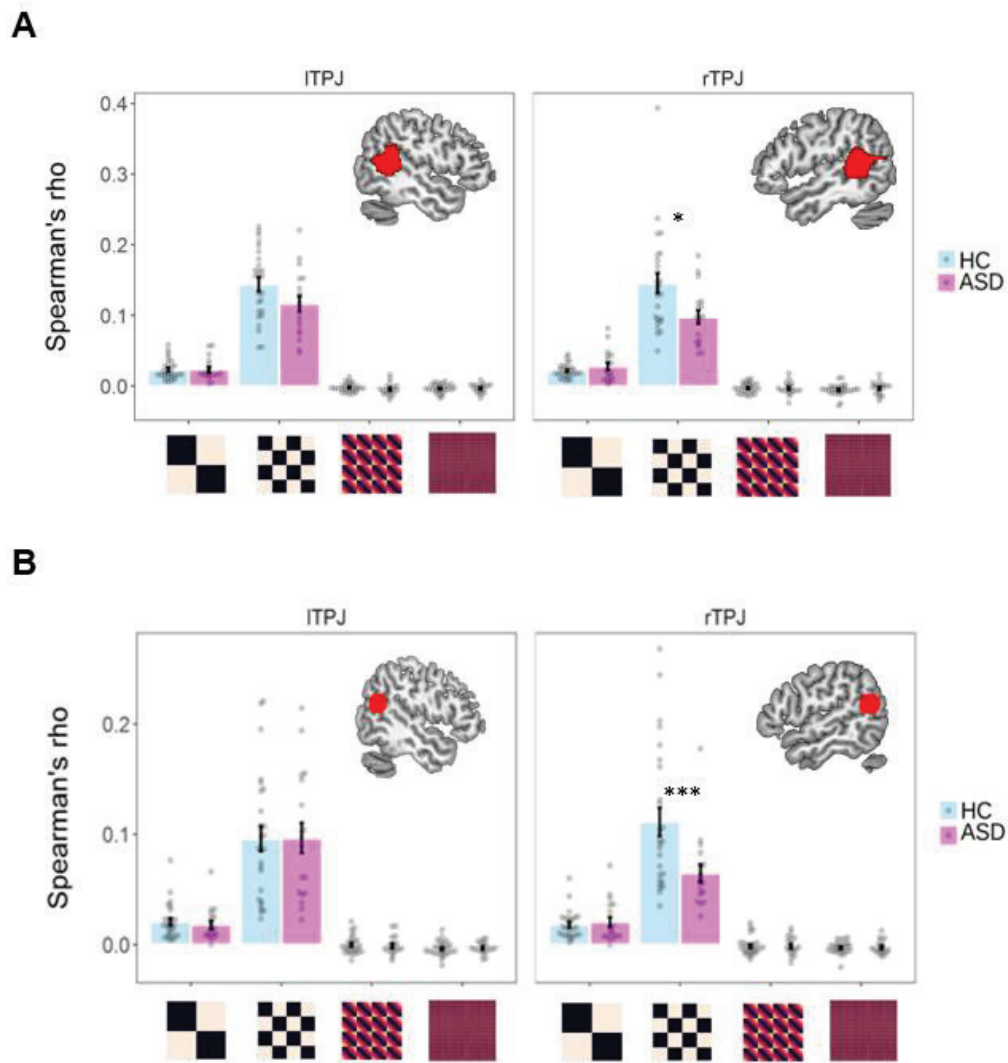 A
lTPJ
rTPJ
0.4
0.3
0.2
0.1
0.0
Spearman's rho
*
HC
ASD
B
lTPJ
rTPJ
0.2
0.1
0.0
Spearman's rho
***
HC
ASD